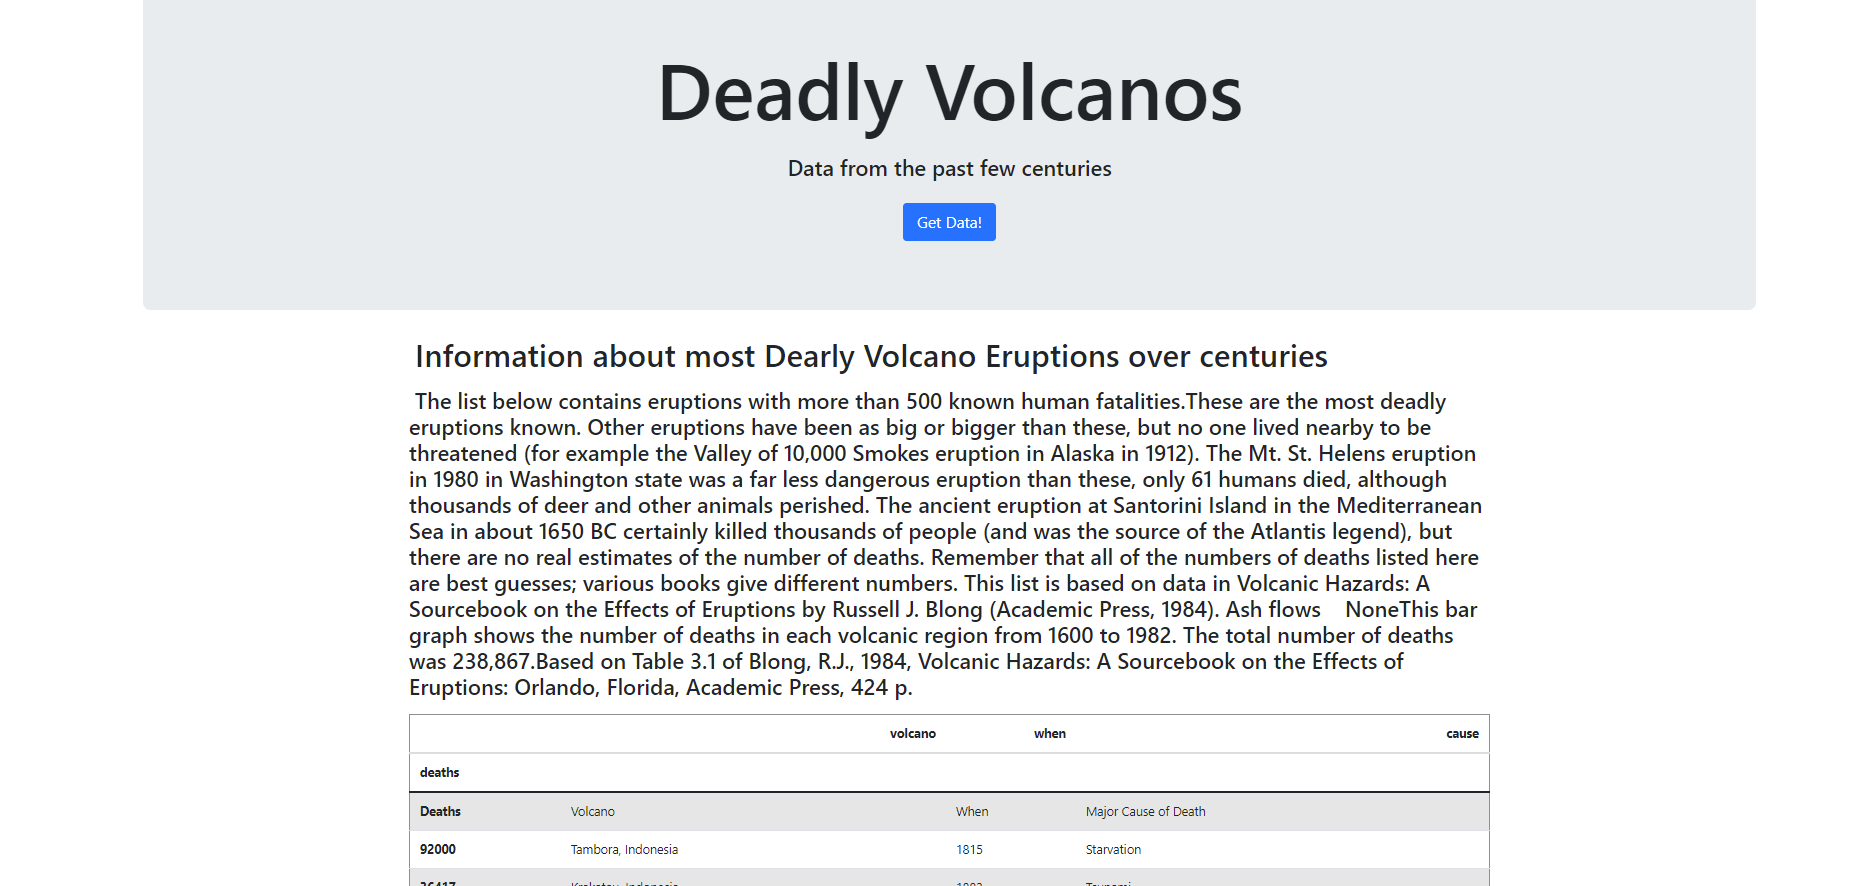 Deadly Volcanos
Data from the past few centuries
Get Data!
Information about most Dearly Volcano Eruptions over centuries
The list below contains eruptions with more than 500 known human fatalities.These are the most deadly
eruptions known. Other eruptions have been as big or bigger than these, but no one lived nearby to be
threatened (for example the Valley of 10,000 Smokes eruption in Alaska in 1912). The Mt. St. Helens eruption
in 1980 in Washington state was a far less dangerous eruption than these, only 61 humans died, although
thousands of deer and other animals perished. The ancient eruption at Santorini Island in the Mediterranean
Sea in about 1650 BC certainly killed thousands of people (and was the source of the Atlantis legend), but
there are no real estimates of the number of deaths. Remember that all of the numbers of deaths listed here
are best guesses; various books give different numbers. This list is based on data in Volcanic Hazards: A
Sourcebook on the Effects of Eruptions by Russell J. Blong (Academic Press, 1984). Ash flows NoneThis bar
graph shows the number of deaths in each volcanic region from 1600 to 1982. The total number of deaths
was 238,867.Based on Table 3.1 of Blong, R.J., 1984, Volcanic Hazards: A Sourcebook on the Effects of
Eruptions: Orlando, Florida, Academic Press, 424 p.
volcano when cause
deaths
Deaths Volcano When Major Cause of Death
92000 Tambora, Indonesia 1815 Starvation